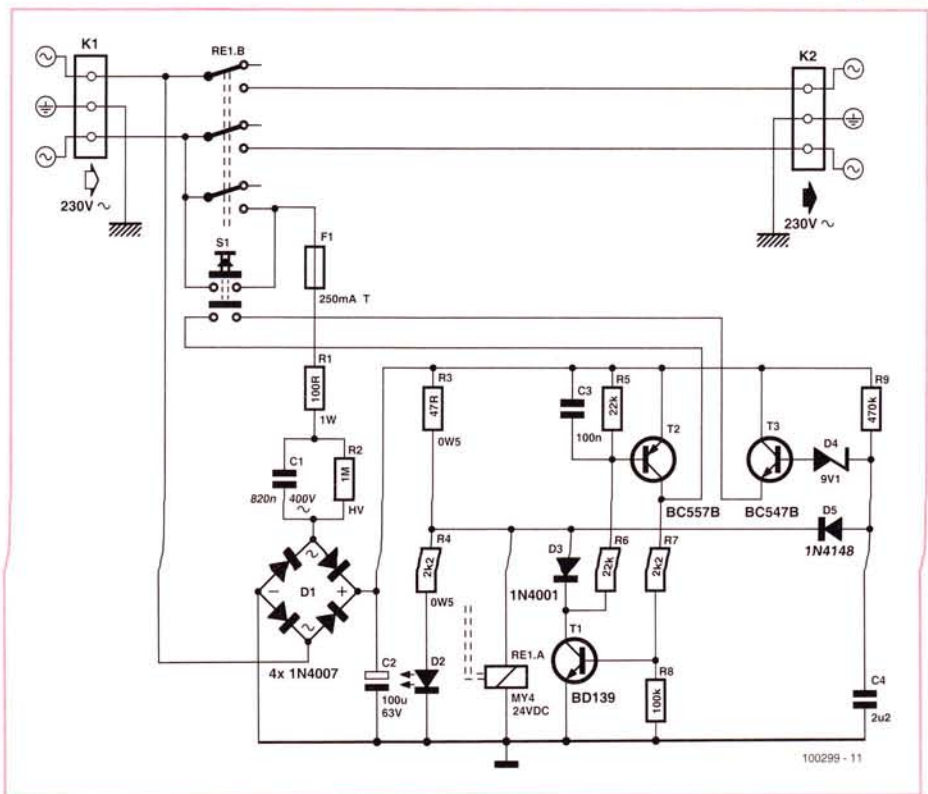 K1
RE1.B
K2
230V ~
230V ~
S1
F1
250mA T
R1
100R
1W
R3
47R
0W5
C3
100n
R5
22k
T2
T3
R9
470k
D4
9V1
C1
820n
400V
R2
1M
HV
BC557B
BC547B
D5
1N4148
R4
2k2
0W5
D3
1N4001
R6
22k
R7
2k2
D1
4x 1N4007
C2
100u
63V
D2
RE1.A
MY4
24VDC
T1
BD139
R8
100k
C4
2u2
100299 - 11